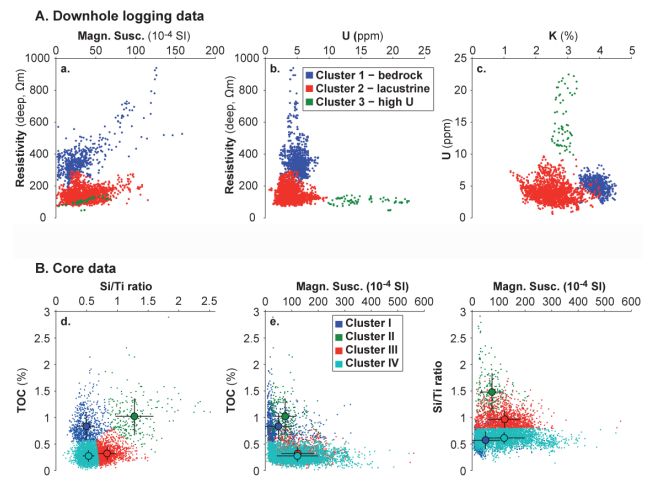 A. Downhole logging data
Magn. Susc. (10-4 SI)
0 50 100 150 200
a.
Resistivity (deep, Ωm)
1000
800
600
400
200
0
U (ppm)
0 5 10 15 20 25
b.
Cluster 1 – bedrock
Cluster 2 – lacustrine
Cluster 3 – high U
Resistivity (deep, Ωm)
1000
800
600
400
200
0
K (%)
0 1 2 3 4 5
c.
U (ppm)
25
20
15
10
5
0
B. Core data
Si/Ti ratio
0 0.5 1 1.5 2 2.5
d.
TOC (%)
3
2.5
2
1.5
1
0.5
0
Magn. Susc. (10-4 SI)
0 100 200 300 400 500 600
e.
Cluster I
Cluster II
Cluster III
Cluster IV
TOC (%)
3
2.5
2
1.5
1
0.5
0
Magn. Susc. (10-4 SI)
0 100 200 300 400 500 600
Si/Ti ratio
3
2.5
2
1.5
1
0.5
0